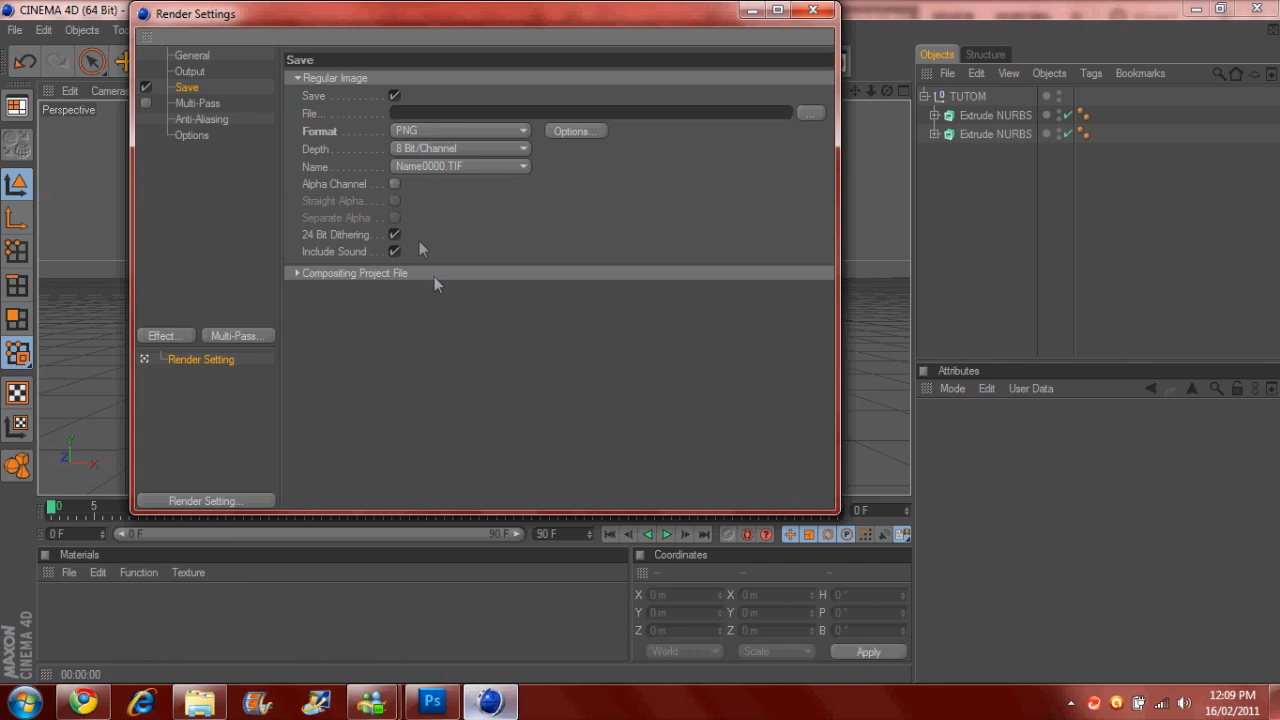 CINEMA 4D (64 Bit) -
Render Settings
File Edit Objects
General
Output
Save
Multi-Pass
Anti-Aliasing
Options
Effect...
Multi-Pass...
Render Setting
Render Setting...
Save
Regular Image
Save
File...
...
Format PNG Options...
Depth 8 Bit/Channel
Name Name0000.TIF
Alpha Channel
Straight Alpha
Separate Alpha
24 Bit Dithering
Include Sound
Compositing Project File
Edit Cameras
Perspective
Y
Z X
Objects Structure
File Edit View Objects Tags Bookmarks
TUTOM
Extrude NURBS
Extrude NURBS
Attributes
Mode Edit User Data
0 5
0 F
0 F 0 F 90 F 90 F
Materials
File Edit Function Texture
Coordinates
X 0 m X 0 m H 0 °
Y 0 m Y 0 m P 0 °
Z 0 m Z 0 m B 0 °
World Scale Apply
MAXON
CINEMA 4D
00:00:00
Ps
12:09 PM
16/02/2011